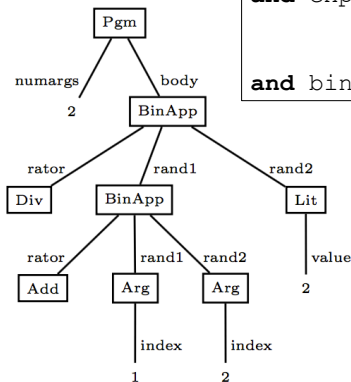 and exp
Pgm
numargs body
2 BinApp
and bin
rator rand1 rand2
Div BinApp Lit
rator rand1 rand2 value
Add Arg Arg 2
index index
1 2